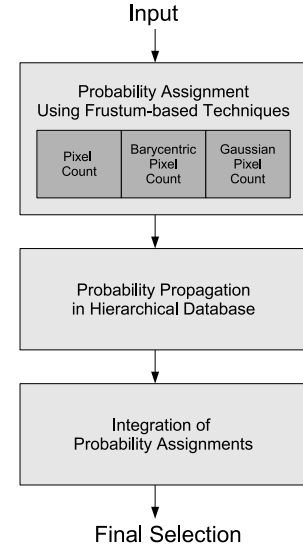 Input
Probability Assignment
Using Frustum-based Techniques
Pixel
Count
Barycentric
Pixel
Count
Gaussian
Pixel
Count
Probability Propagation
in Hierarchical Database
Integration of
Probability Assignments
Final Selection